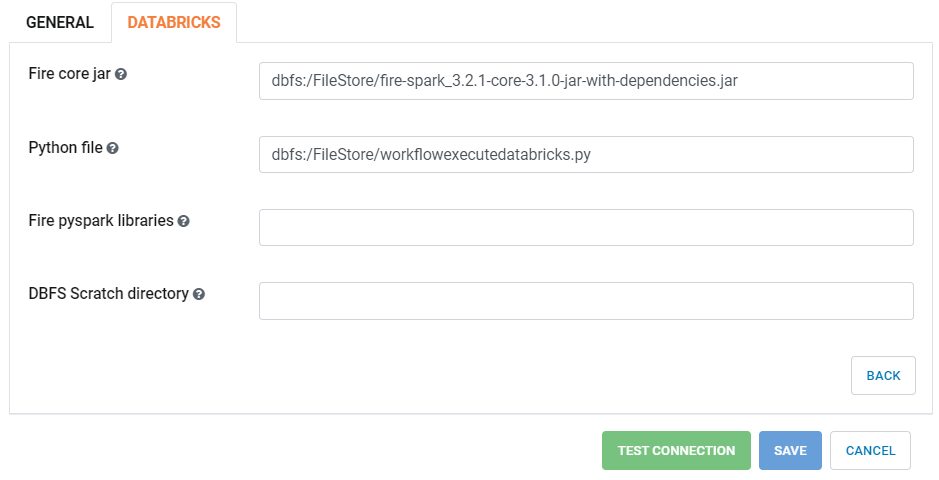 GENERAL DATABRICKS
Fire core jar dbfs:/FileStore/fire-spark_3.2.1-core-3.1.0-jar-with-dependencies.jar
Python file dbfs:/FileStore/workflowexecutedatabricks.py
Fire pyspark libraries
DBFS Scratch directory
BACK
TEST CONNECTION SAVE CANCEL